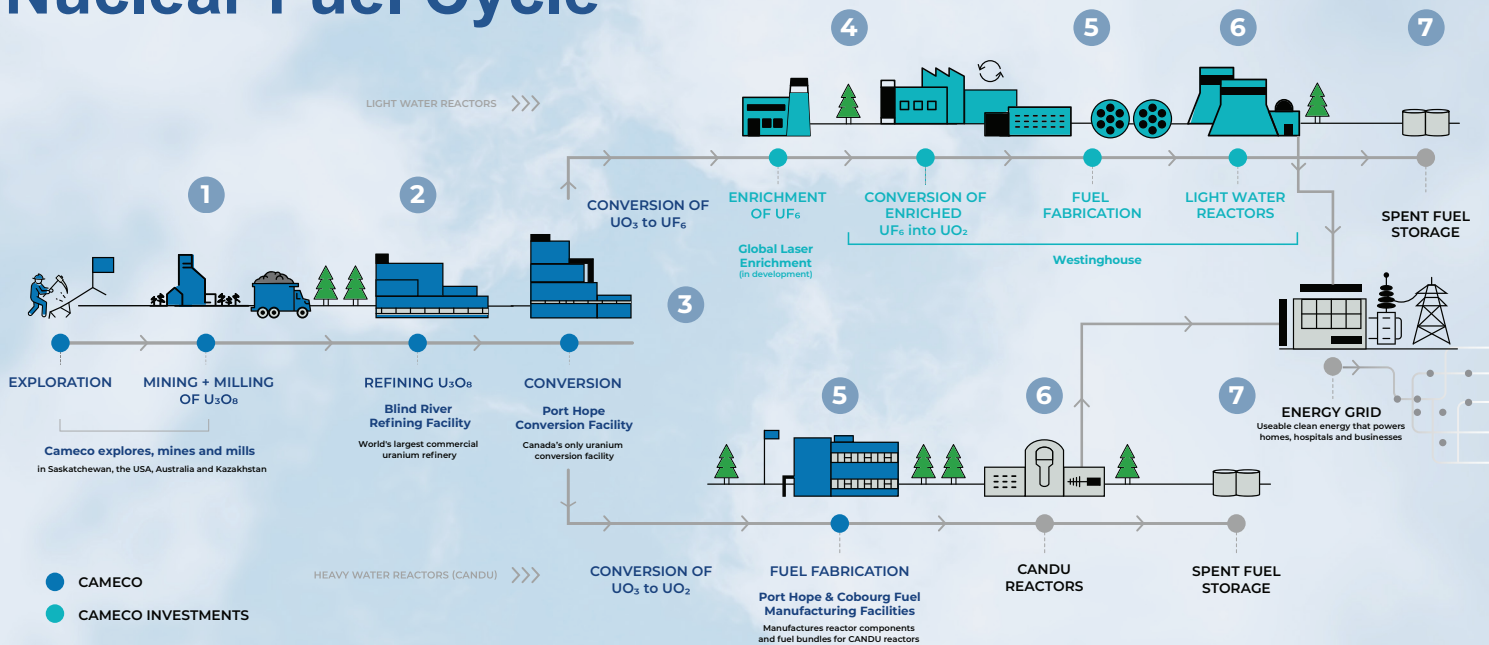 Nuclear Fuel Cycle
4
5
6
7
LIGHT WATER REACTORS
1
2
CONVERSION OF
UO₃ to UF₆
ENRICHMENT
OF UF₆
Global Laser
Enrichment
(in development)
CONVERSION OF
ENRICHED
UF₆ into UO₂
FUEL
FABRICATION
LIGHT WATER
REACTORS
Westinghouse
SPENT FUEL
STORAGE
3
EXPLORATION
MINING + MILLING
OF U₃O₈
Cameco explores, mines and mills
in Saskatchewan, the USA, Australia and Kazakhstan
REFINING U₃O₈
Blind River
Refining Facility
World's largest commercial
uranium refinery
CONVERSION
Port Hope
Conversion Facility
Canada's only uranium
conversion facility
5
6
7
ENERGY GRID
Useable clean energy that powers
homes, hospitals and businesses
HEAVY WATER REACTORS (CANDU)
CONVERSION OF
UO₃ to UO₂
FUEL FABRICATION
Port Hope & Cobourg Fuel
Manufacturing Facilities
Manufactures reactor components
and fuel bundles for CANDU reactors
CANDU
REACTORS
SPENT FUEL
STORAGE
CAMECO
CAMECO INVESTMENTS